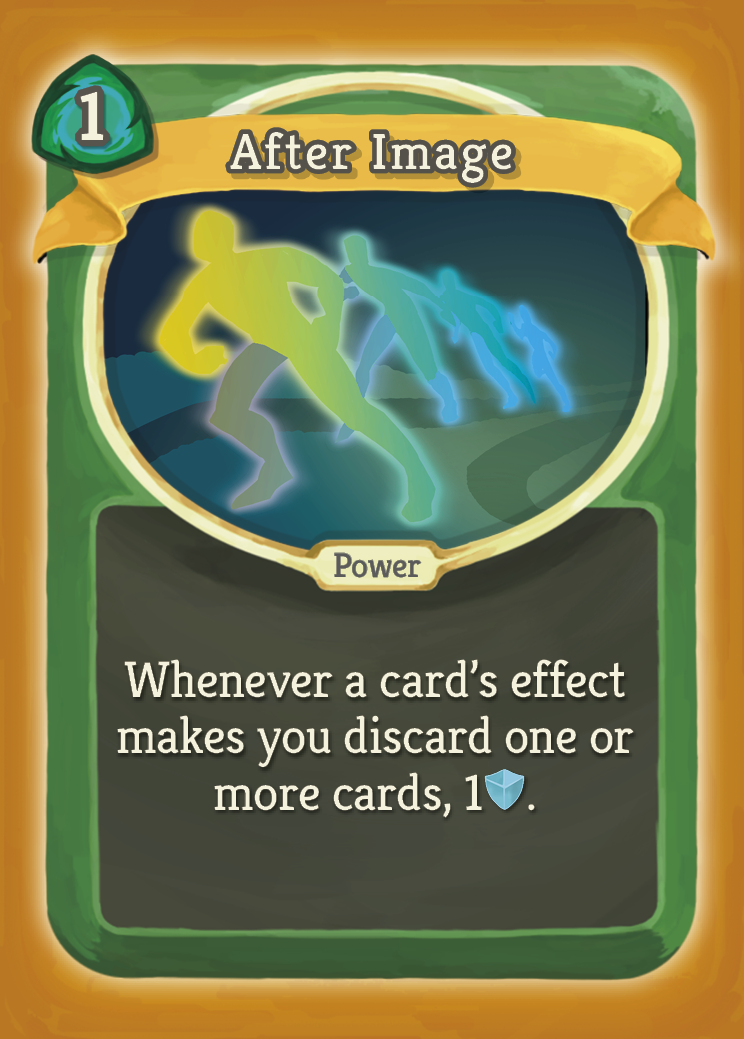 1
After Image
Power
Whenever a card’s effect
makes you discard one or
more cards, 1.